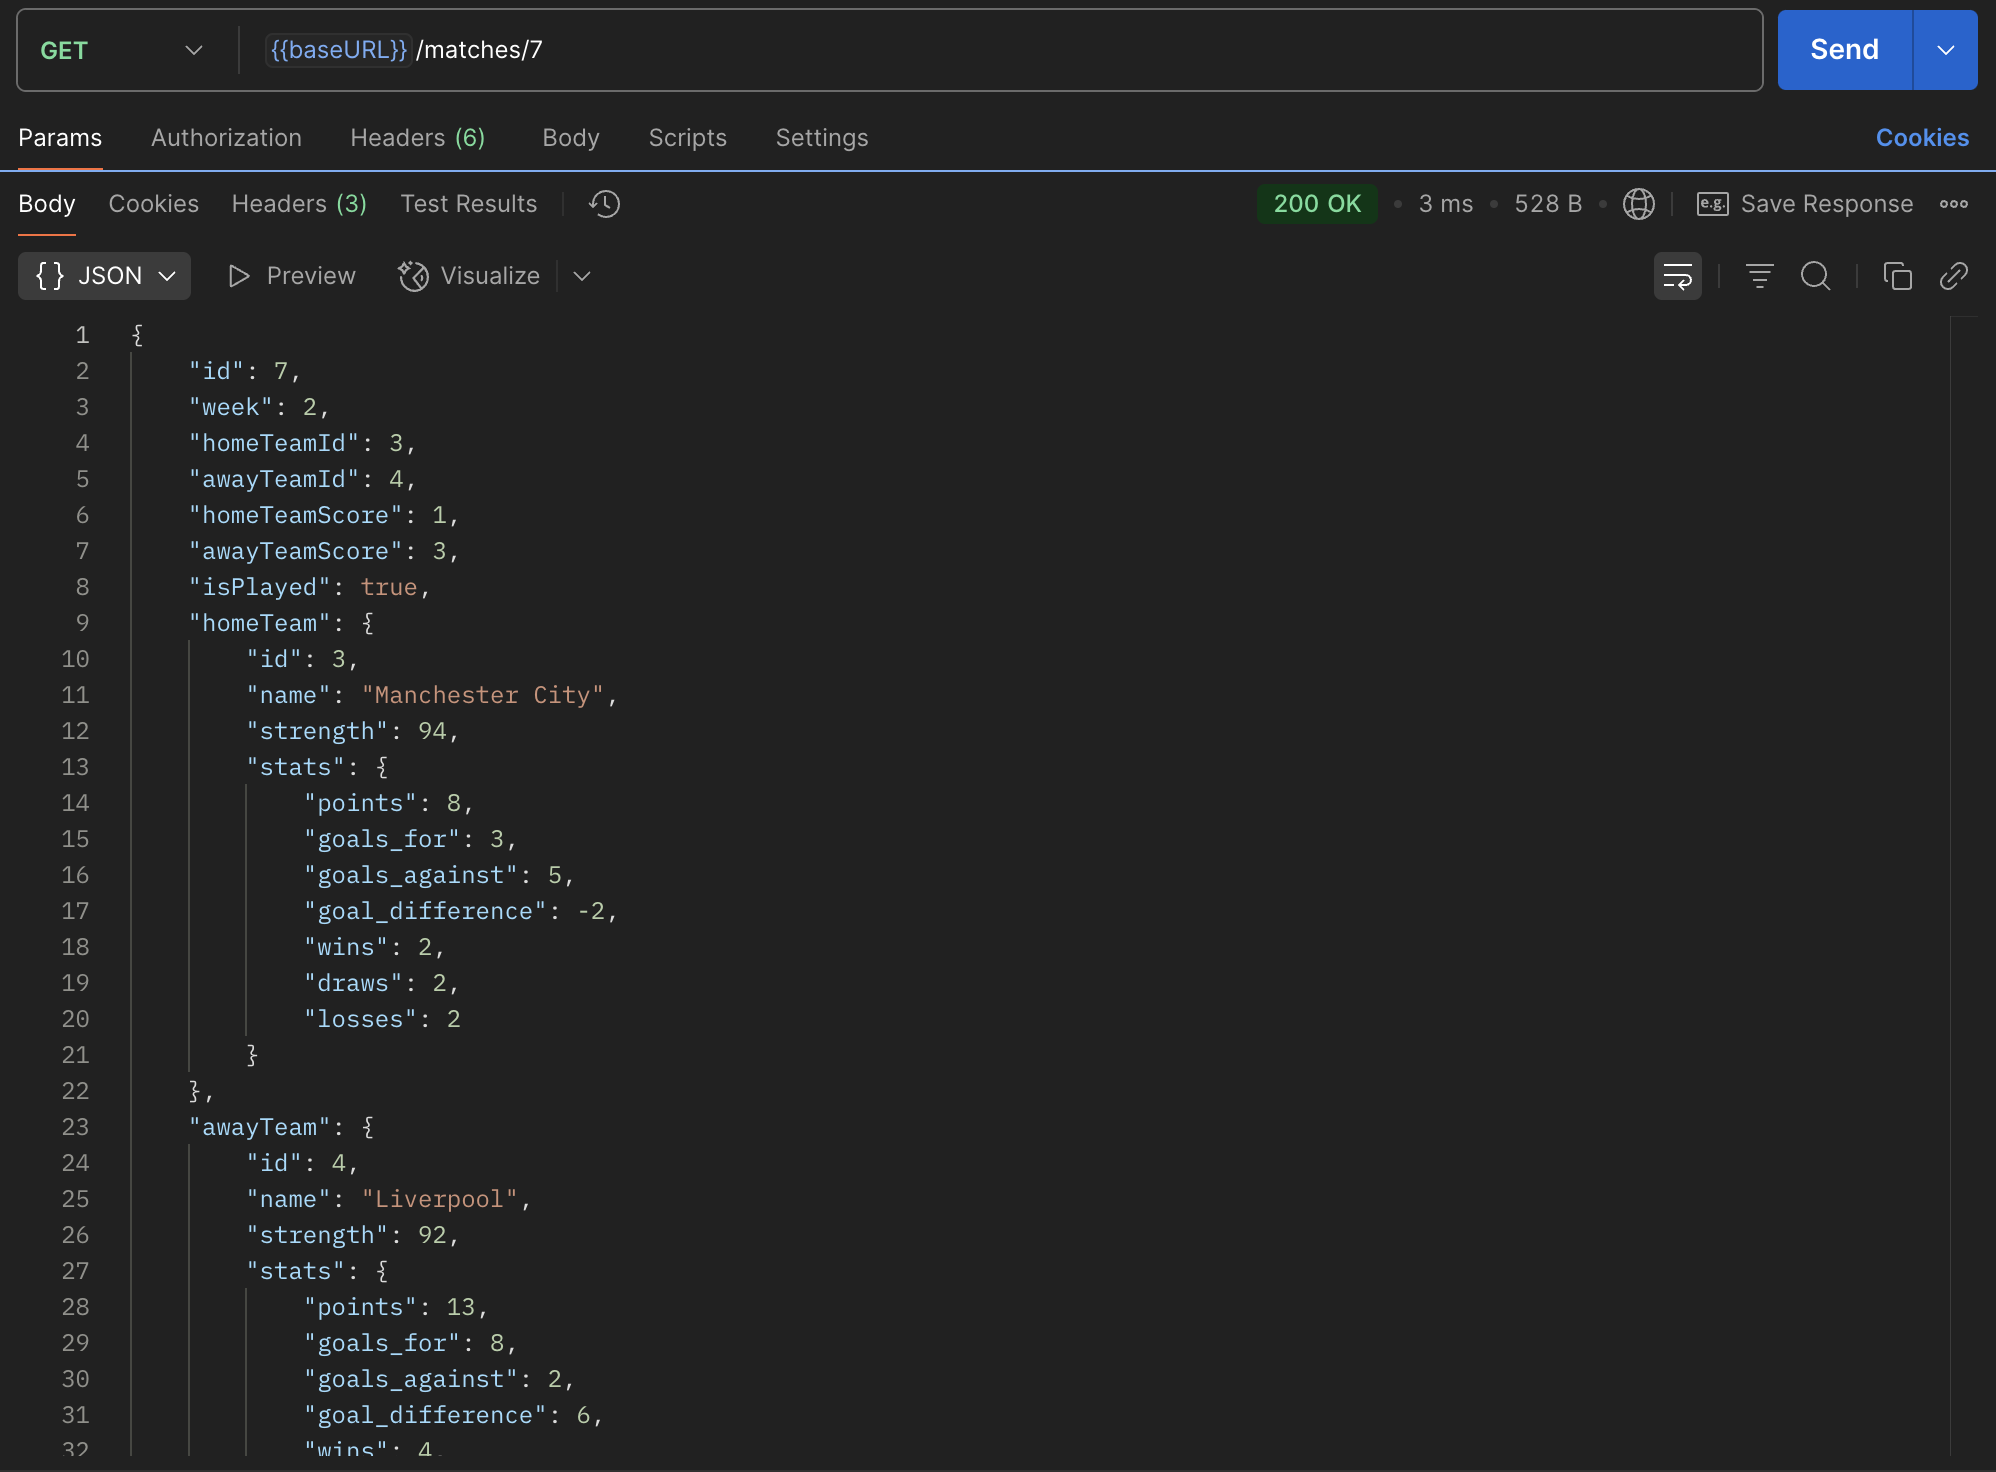 GET {{baseURL}}/matches/7 Send
Params Authorization Headers (6) Body Scripts Settings Cookies
Body Cookies Headers (3) Test Results 200 OK • 3 ms • 528 B • e.g. Save Response
{ } JSON Preview Visualize
1 {
2 "id": 7,
3 "week": 2,
4 "homeTeamId": 3,
5 "awayTeamId": 4,
6 "homeTeamScore": 1,
7 "awayTeamScore": 3,
8 "isPlayed": true,
9 "homeTeam": {
10 "id": 3,
11 "name": "Manchester City",
12 "strength": 94,
13 "stats": {
14 "points": 8,
15 "goals_for": 3,
16 "goals_against": 5,
17 "goal_difference": -2,
18 "wins": 2,
19 "draws": 2,
20 "losses": 2
21 }
22 },
23 "awayTeam": {
24 "id": 4,
25 "name": "Liverpool",
26 "strength": 92,
27 "stats": {
28 "points": 13,
29 "goals_for": 8,
30 "goals_against": 2,
31 "goal_difference": 6,
32 "wins": 4,